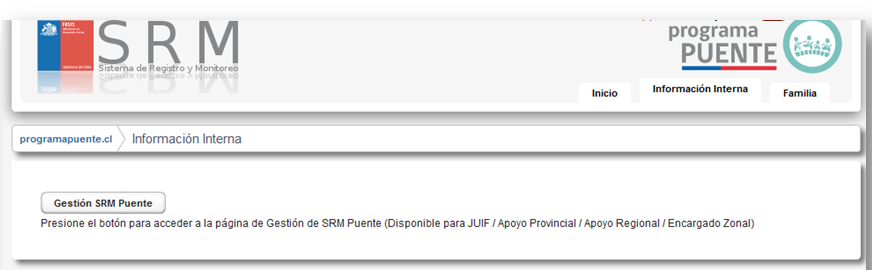 FOSIS
SRM
Sistema de Registro y Monitoreo
programa
PUENTE
Inicio
Información Interna
Familia
programapuente.cl
Información Interna
Gestión SRM Puente
Presione el botón para acceder a la página de Gestión de SRM Puente (Disponible para JUIF / Apoyo Provincial / Apoyo Regional / Encargado Zonal)